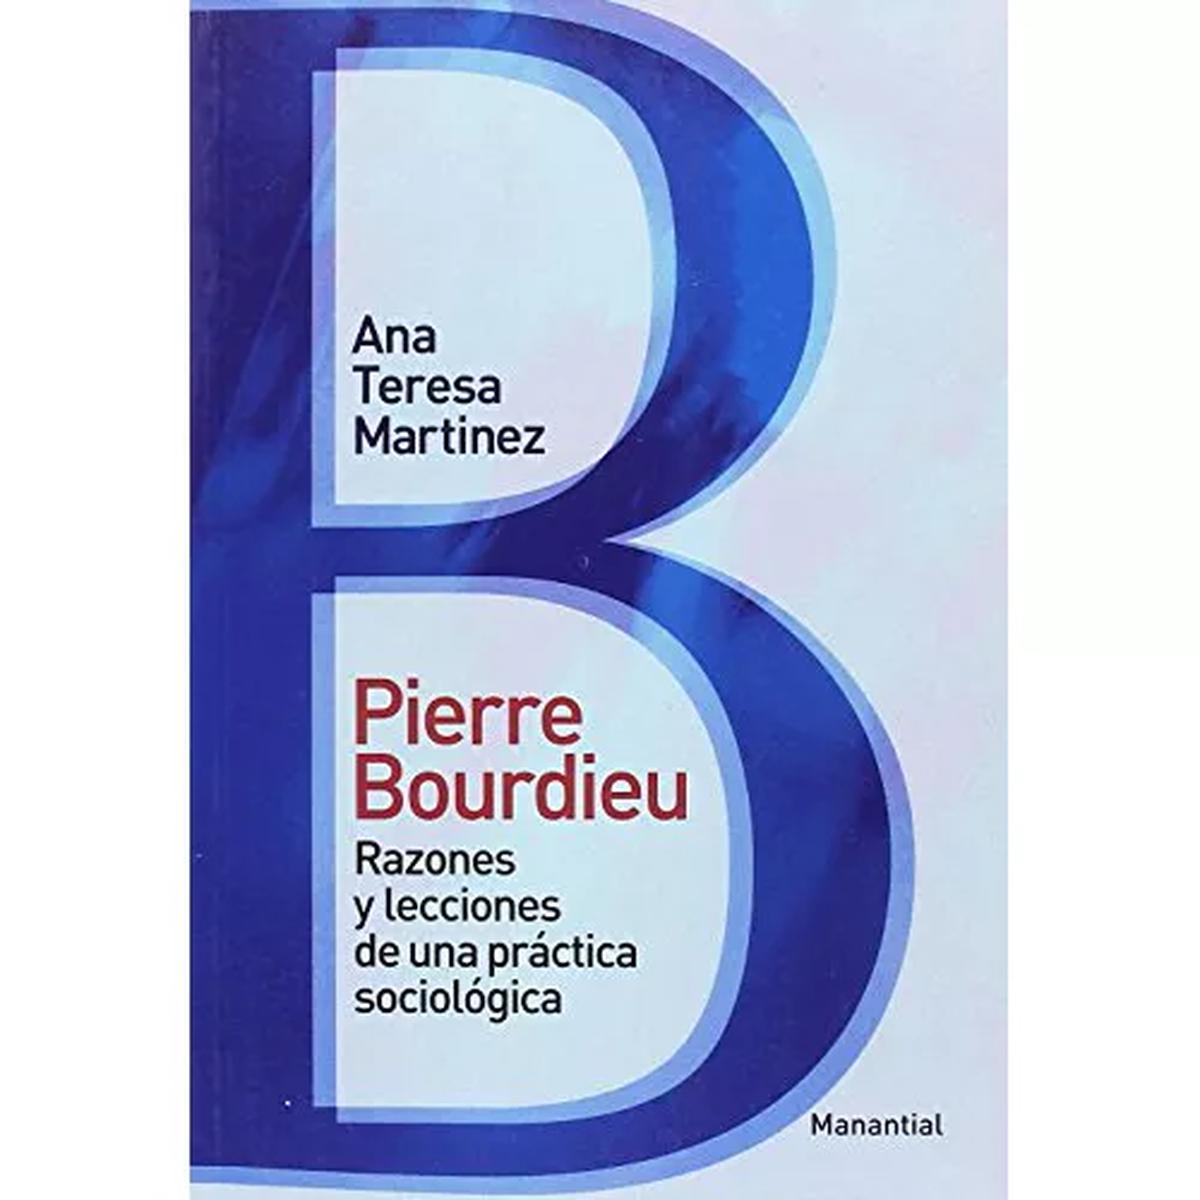 Ana
Teresa
Martinez
Pierre
Bourdieu
Razones
y lecciones
de una práctica
sociológica
Manantial